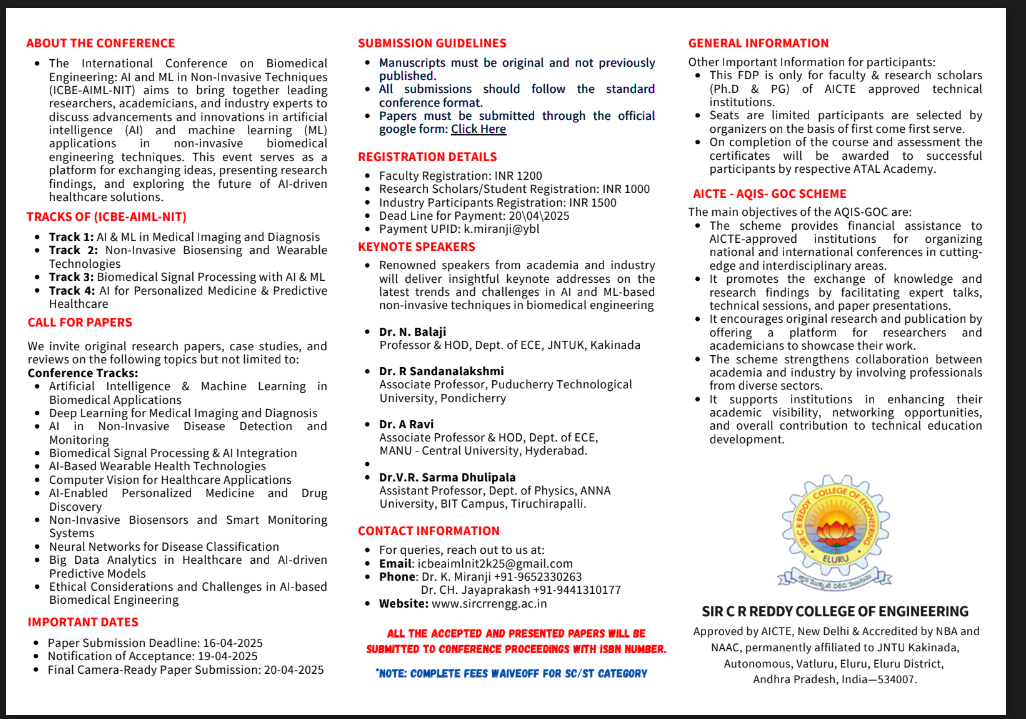 ABOUT THE CONFERENCE
• The International Conference on Biomedical
Engineering: AI and ML in Non-Invasive Techniques
(ICBE-AIML-NIT) aims to bring together leading
researchers, academicians, and industry experts to
discuss advancements and innovations in artificial
intelligence (AI) and machine learning (ML)
applications in non-invasive biomedical
engineering techniques. This event serves as a
platform for exchanging ideas, presenting research
findings, and exploring the future of AI-driven
healthcare solutions.
TRACKS OF (ICBE-AIML-NIT)
• Track 1: AI & ML in Medical Imaging and Diagnosis
• Track 2: Non-Invasive Biosensing and Wearable
Technologies
• Track 3: Biomedical Signal Processing with AI & ML
• Track 4: AI for Personalized Medicine & Predictive
Healthcare
CALL FOR PAPERS
We invite original research papers, case studies, and
reviews on the following topics but not limited to:
Conference Tracks:
• Artificial Intelligence & Machine Learning in
Biomedical Applications
• Deep Learning for Medical Imaging and Diagnosis
• AI in Non-Invasive Disease Detection and
Monitoring
• Biomedical Signal Processing & AI Integration
• AI-Based Wearable Health Technologies
• Computer Vision for Healthcare Applications
• AI-Enabled Personalized Medicine and Drug
Discovery
• Non-Invasive Biosensors and Smart Monitoring
Systems
• Neural Networks for Disease Classification
• Big Data Analytics in Healthcare and AI-driven
Predictive Models
• Ethical Considerations and Challenges in AI-based
Biomedical Engineering
IMPORTANT DATES
• Paper Submission Deadline: 16-04-2025
• Notification of Acceptance: 19-04-2025
• Final Camera-Ready Paper Submission: 20-04-2025
SUBMISSION GUIDELINES
• Manuscripts must be original and not previously
published.
• All submissions should follow the standard
conference format.
• Papers must be submitted through the official
google form: Click Here
REGISTRATION DETAILS
• Faculty Registration: INR 1200
• Research Scholars/Student Registration: INR 1000
• Industry Participants Registration: INR 1500
• Dead Line for Payment: 20\04\2025
• Payment UPID: k.miranji@ybl
KEYNOTE SPEAKERS
• Renowned speakers from academia and industry
will deliver insightful keynote addresses on the
latest trends and challenges in AI and ML-based
non-invasive techniques in biomedical engineering
• Dr. N. Balaji
Professor & HOD, Dept. of ECE, JNTUK, Kakinada
• Dr. R Sandanalakshmi
Associate Professor, Puducherry Technological
University, Pondicherry
• Dr. A Ravi
Associate Professor & HOD, Dept. of ECE,
MANU - Central University, Hyderabad.
•
• Dr.V.R. Sarma Dhulipala
Assistant Professor, Dept. of Physics, ANNA
University, BIT Campus, Tiruchirapalli.
CONTACT INFORMATION
• For queries, reach out to us at:
• Email: icbeaimlnit2k25@gmail.com
• Phone: Dr. K. Miranji +91-9652330263
Dr. CH. Jayaprakash +91-9441310177
• Website: www.sircrrengg.ac.in
ALL THE ACCEPTED AND PRESENTED PAPERS WILL BE
SUBMITTED TO CONFERENCE PROCEEDINGS WITH ISBN NUMBER.
*NOTE: COMPLETE FEES WAIVEOFF FOR SC/ST CATEGORY
GENERAL INFORMATION
Other Important Information for participants:
• This FDP is only for faculty & research scholars
(Ph.D & PG) of AICTE approved technical
institutions.
• Seats are limited participants are selected by
organizers on the basis of first come first serve.
• On completion of the course and assessment the
certificates will be awarded to successful
participants by respective ATAL Academy.
AICTE - AQIS- GOC SCHEME
The main objectives of the AQIS-GOC are:
• The scheme provides financial assistance to
AICTE-approved institutions for organizing
national and international conferences in cutting-
edge and interdisciplinary areas.
• It promotes the exchange of knowledge and
research findings by facilitating expert talks,
technical sessions, and paper presentations.
• It encourages original research and publication by
offering a platform for researchers and
academicians to showcase their work.
• The scheme strengthens collaboration between
academia and industry by involving professionals
from diverse sectors.
• It supports institutions in enhancing their
academic visibility, networking opportunities,
and overall contribution to technical education
development.
SIR C R REDDY COLLEGE OF ENGINEERING
ELURU
SIR C R REDDY COLLEGE OF ENGINEERING
Approved by AICTE, New Delhi & Accredited by NBA and
NAAC, permanently affiliated to JNTU Kakinada,
Autonomous, Vatluru, Eluru, Eluru District,
Andhra Pradesh, India—534007.